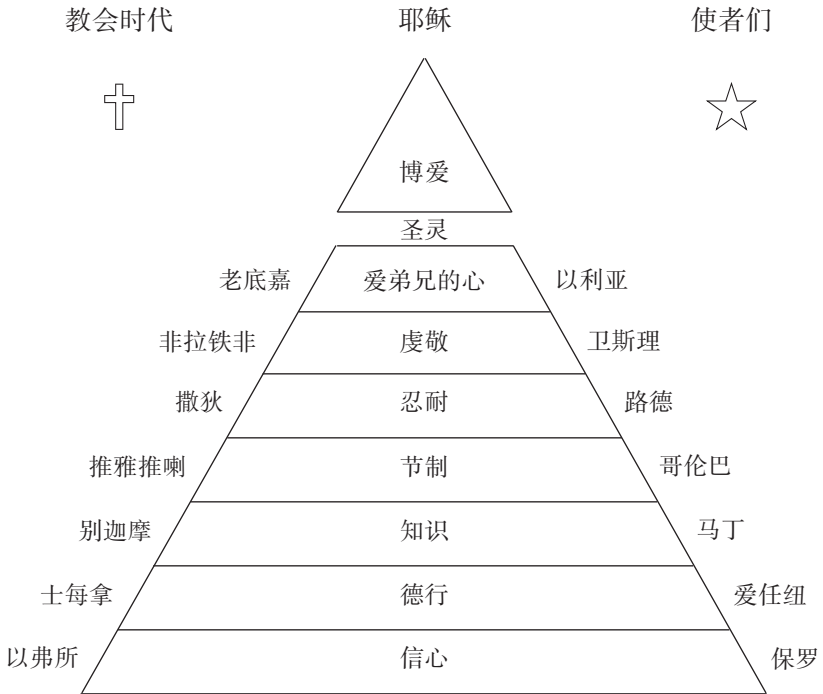 教会时代 耶稣 使者们
博爱
圣灵
老底嘉 爱弟兄的心 以利亚
非拉铁非 虔敬 卫斯理
撒狄 忍耐 路德
推雅推喇 节制 哥伦巴
别迦摩 知识 马丁
士每拿 德行 爱任纽
以弗所 信心 保罗